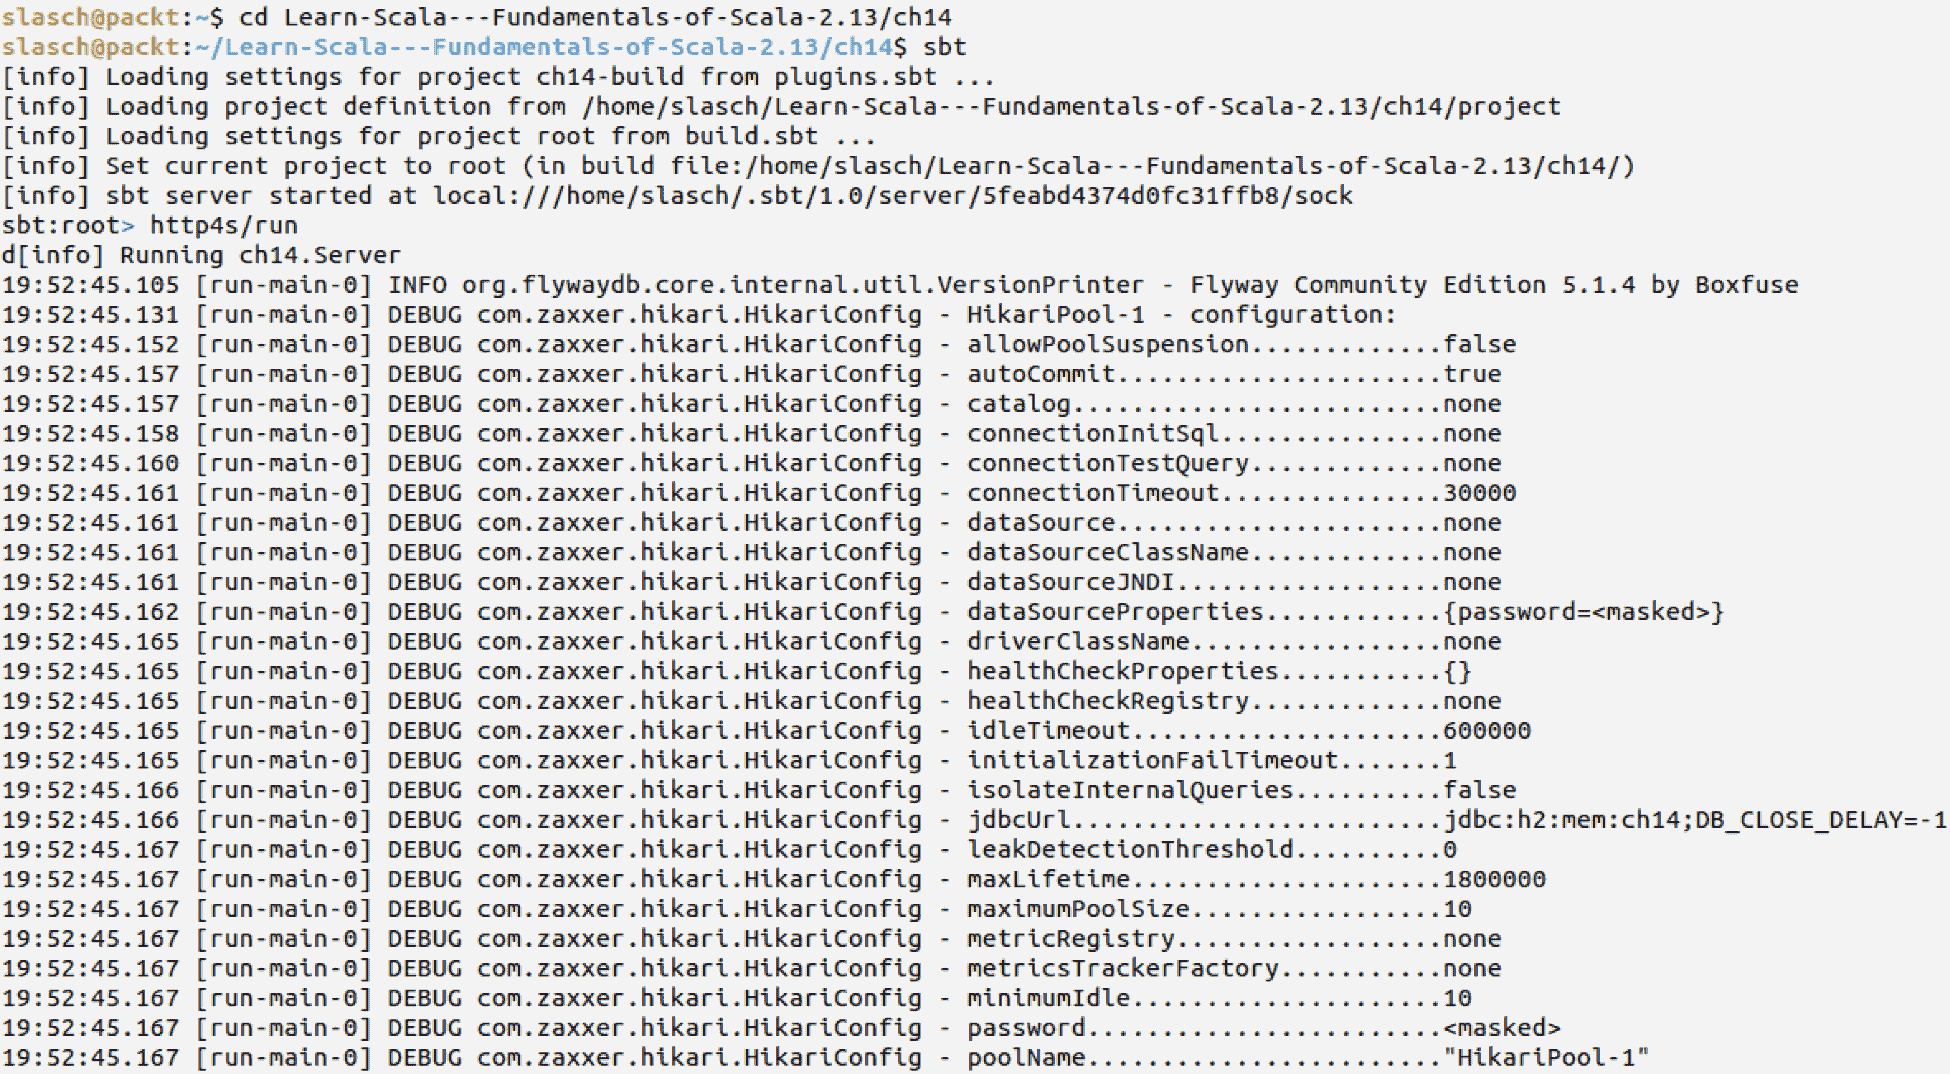 slasch@packt:~$ cd Learn-Scala---Fundamentals-of-Scala-2.13/ch14
slasch@packt:~/Learn-Scala---Fundamentals-of-Scala-2.13/ch14$ sbt
[info] Loading settings for project ch14-build from plugins.sbt ...
[info] Loading project definition from /home/slasch/Learn-Scala---Fundamentals-of-Scala-2.13/ch14/project
[info] Loading settings for project root from build.sbt ...
[info] Set current project to root (in build file:/home/slasch/Learn-Scala---Fundamentals-of-Scala-2.13/ch14/)
[info] sbt server started at local:///home/slasch/.sbt/1.0/server/5feabd4374d0fc31ffb8/sock
sbt:root> http4s/run
d[info] Running ch14.Server
19:52:45.105 [run-main-0] INFO org.flywaydb.core.internal.util.VersionPrinter - Flyway Community Edition 5.1.4 by Boxfuse
19:52:45.131 [run-main-0] DEBUG com.zaxxer.hikari.HikariConfig - HikariPool-1 - configuration:
19:52:45.152 [run-main-0] DEBUG com.zaxxer.hikari.HikariConfig - allowPoolSuspension.............false
19:52:45.157 [run-main-0] DEBUG com.zaxxer.hikari.HikariConfig - autoCommit......................true
19:52:45.157 [run-main-0] DEBUG com.zaxxer.hikari.HikariConfig - catalog.........................none
19:52:45.158 [run-main-0] DEBUG com.zaxxer.hikari.HikariConfig - connectionInitSql...............none
19:52:45.160 [run-main-0] DEBUG com.zaxxer.hikari.HikariConfig - connectionTestQuery.............none
19:52:45.161 [run-main-0] DEBUG com.zaxxer.hikari.HikariConfig - connectionTimeout...............30000
19:52:45.161 [run-main-0] DEBUG com.zaxxer.hikari.HikariConfig - dataSource......................none
19:52:45.161 [run-main-0] DEBUG com.zaxxer.hikari.HikariConfig - dataSourceClassName.............none
19:52:45.161 [run-main-0] DEBUG com.zaxxer.hikari.HikariConfig - dataSourceJNDI..................none
19:52:45.162 [run-main-0] DEBUG com.zaxxer.hikari.HikariConfig - dataSourceProperties............{password=<masked>}
19:52:45.165 [run-main-0] DEBUG com.zaxxer.hikari.HikariConfig - driverClassName.................none
19:52:45.165 [run-main-0] DEBUG com.zaxxer.hikari.HikariConfig - healthCheckProperties...........{}
19:52:45.165 [run-main-0] DEBUG com.zaxxer.hikari.HikariConfig - healthCheckRegistry.............none
19:52:45.165 [run-main-0] DEBUG com.zaxxer.hikari.HikariConfig - idleTimeout.....................600000
19:52:45.165 [run-main-0] DEBUG com.zaxxer.hikari.HikariConfig - initializationFailTimeout.......1
19:52:45.166 [run-main-0] DEBUG com.zaxxer.hikari.HikariConfig - isolateInternalQueries..........false
19:52:45.166 [run-main-0] DEBUG com.zaxxer.hikari.HikariConfig - jdbcUrl.........................jdbc:h2:mem:ch14;DB_CLOSE_DELAY=-1
19:52:45.167 [run-main-0] DEBUG com.zaxxer.hikari.HikariConfig - leakDetectionThreshold..........0
19:52:45.167 [run-main-0] DEBUG com.zaxxer.hikari.HikariConfig - maxLifetime.....................1800000
19:52:45.167 [run-main-0] DEBUG com.zaxxer.hikari.HikariConfig - maximumPoolSize.................10
19:52:45.167 [run-main-0] DEBUG com.zaxxer.hikari.HikariConfig - metricRegistry..................none
19:52:45.167 [run-main-0] DEBUG com.zaxxer.hikari.HikariConfig - metricsTrackerFactory...........none
19:52:45.167 [run-main-0] DEBUG com.zaxxer.hikari.HikariConfig - minimumIdle.....................10
19:52:45.167 [run-main-0] DEBUG com.zaxxer.hikari.HikariConfig - password........................<masked>
19:52:45.167 [run-main-0] DEBUG com.zaxxer.hikari.HikariConfig - poolName........................"HikariPool-1"